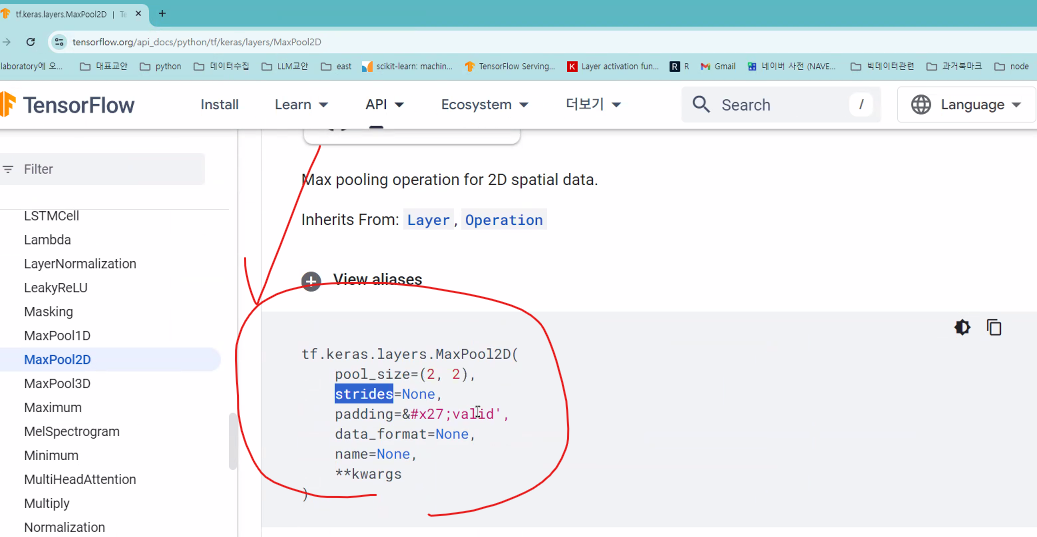 tf.keras.layers.MaxPool2D | T
tensorflow.org/api_docs/python/tf/keras/layers/MaxPool2D
laboratory에 오... 대표교안 python 데이터수집 LLM교안 east scikit-learn: machin... TensorFlow Serving... Layer activation fun... R Gmail 네이버 사전 (NAVE... 빅데이터관련 과거북마크 node
TensorFlow Install Learn API Ecosystem 더보기 Search / Language
Filter
LSTMCell
Lambda
LayerNormalization
LeakyReLU
Masking
MaxPool1D
MaxPool2D
MaxPool3D
Maximum
MelSpectrogram
Minimum
MultiHeadAttention
Multiply
Normalization
Max pooling operation for 2D spatial data.
Inherits From: Layer, Operation
View aliases
tf.keras.layers.MaxPool2D(
pool_size=(2, 2),
strides=None,
padding=&#x27;valid',
data_format=None,
name=None,
**kwargs
)